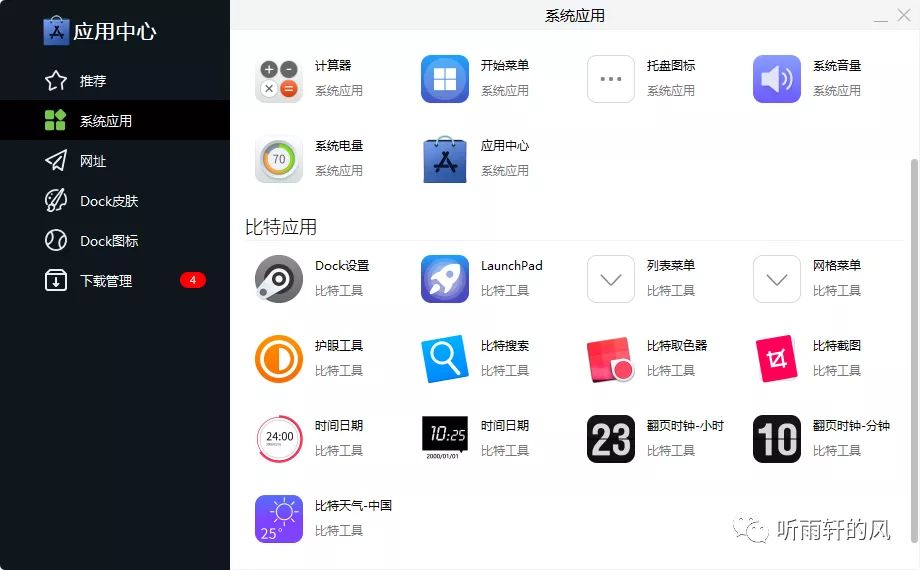 应用中心
推荐
系统应用
网址
Dock皮肤
Dock图标
下载管理
4
系统应用
计算器
系统应用
开始菜单
系统应用
托盘图标
系统应用
系统音量
系统应用
70
系统电量
系统应用
应用中心
系统应用
比特应用
Dock设置
比特工具
LaunchPad
比特工具
列表菜单
比特工具
网格菜单
比特工具
护眼工具
比特工具
比特搜索
比特工具
比特取色器
比特工具
比特截图
比特工具
24:00
时间日期
比特工具
10:25
2000/01/01
时间日期
比特工具
23
翻页时钟-小时
比特工具
10
翻页时钟-分钟
比特工具
25°
比特天气-中国
比特工具
听雨轩的风